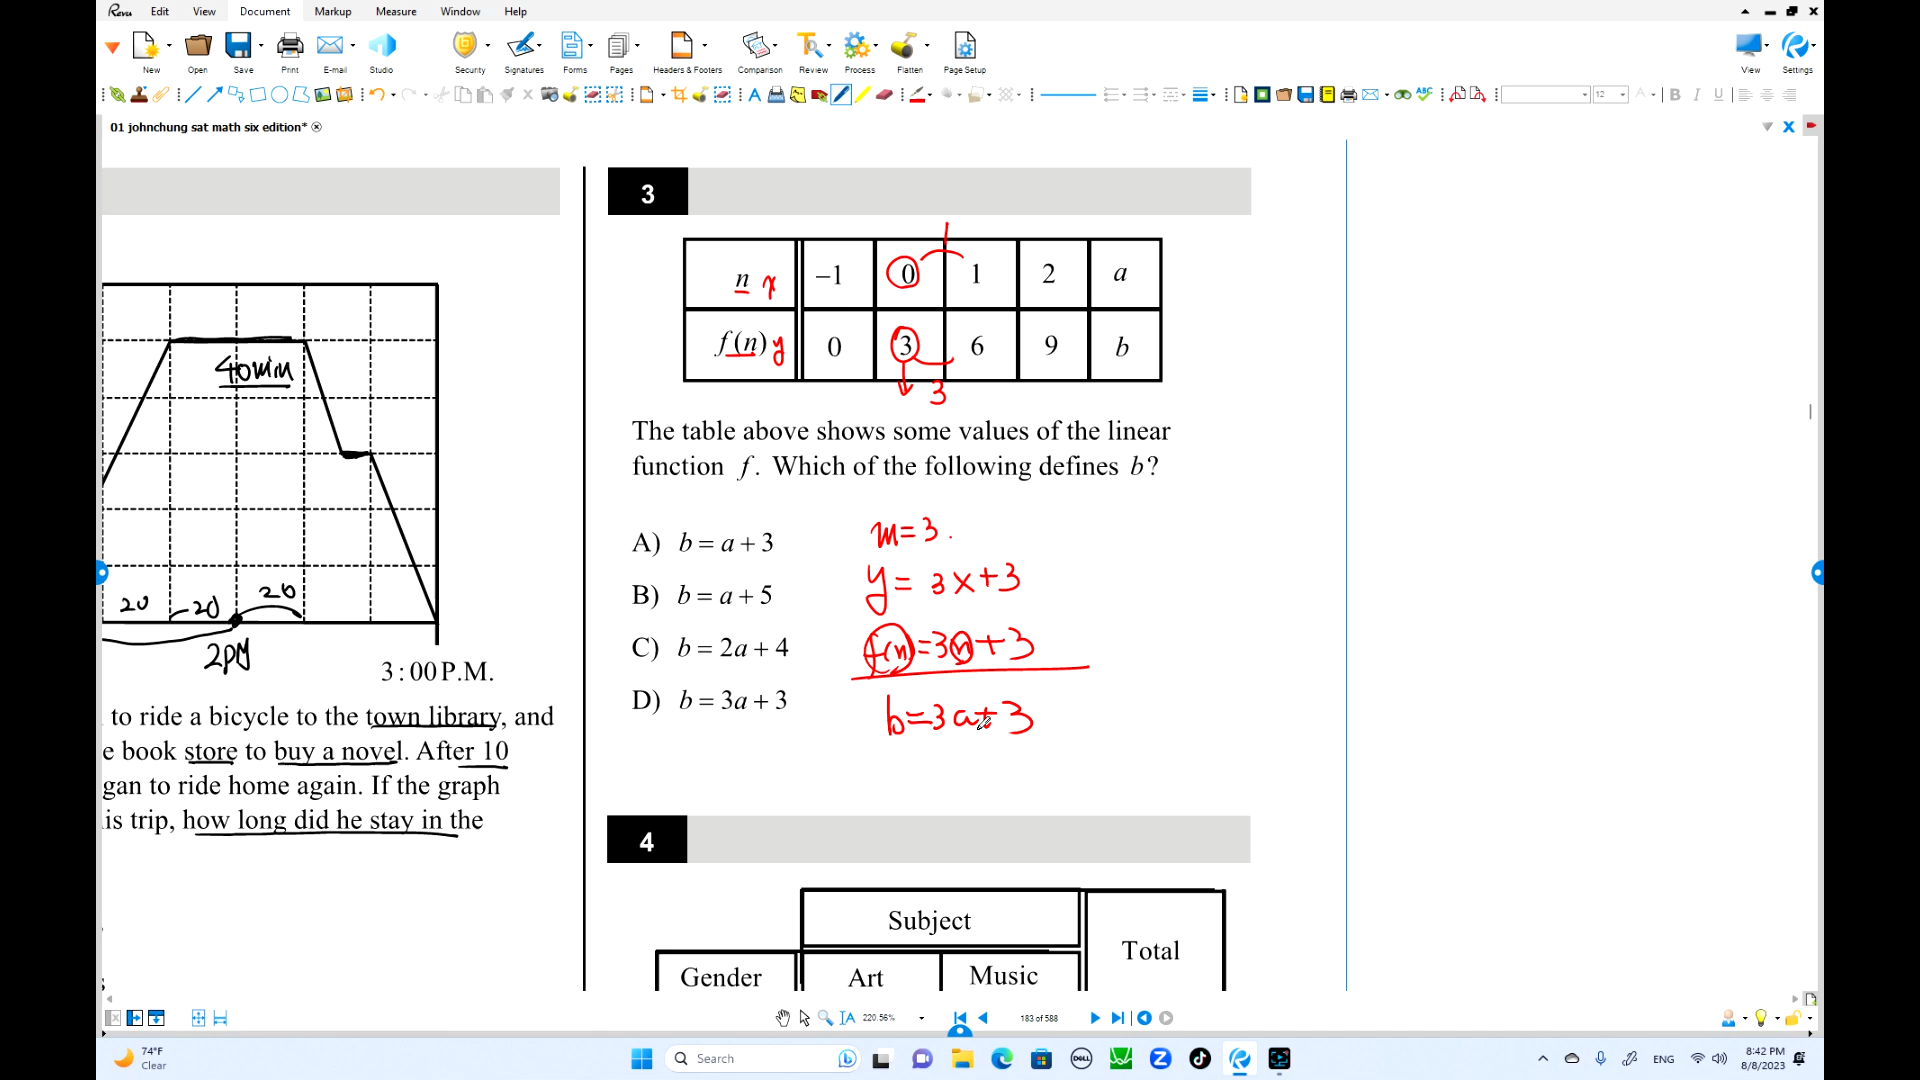 Revu Edit View Document Markup Measure Window Help
New Open Save Print E-mail Studio Security Signatures Forms Pages Headers & Footers Comparison Review Process Flatten Page Setup View Settings
12
01 johnchung sat math six edition*
3
n x −1 0 1 2 a
1
f(n) y 0 3 6 9 b
3
The table above shows some values of the linear
function f. Which of the following defines b?
A) b = a + 3
B) b = a + 5
C) b = 2a + 4
D) b = 3a + 3
m=3.
y= 3x+3
f(n)=3n+3
b=3a+3
40min
20 20 20
2PM
3:00 P.M.
to ride a bicycle to the town library, and
e book store to buy a novel. After 10
gan to ride home again. If the graph
is trip, how long did he stay in the
4
Subject
Total
Gender Art Music
220.56% 183 of 588
74°F
Clear
Search
DELL
ENG
8:42 PM
8/8/2023